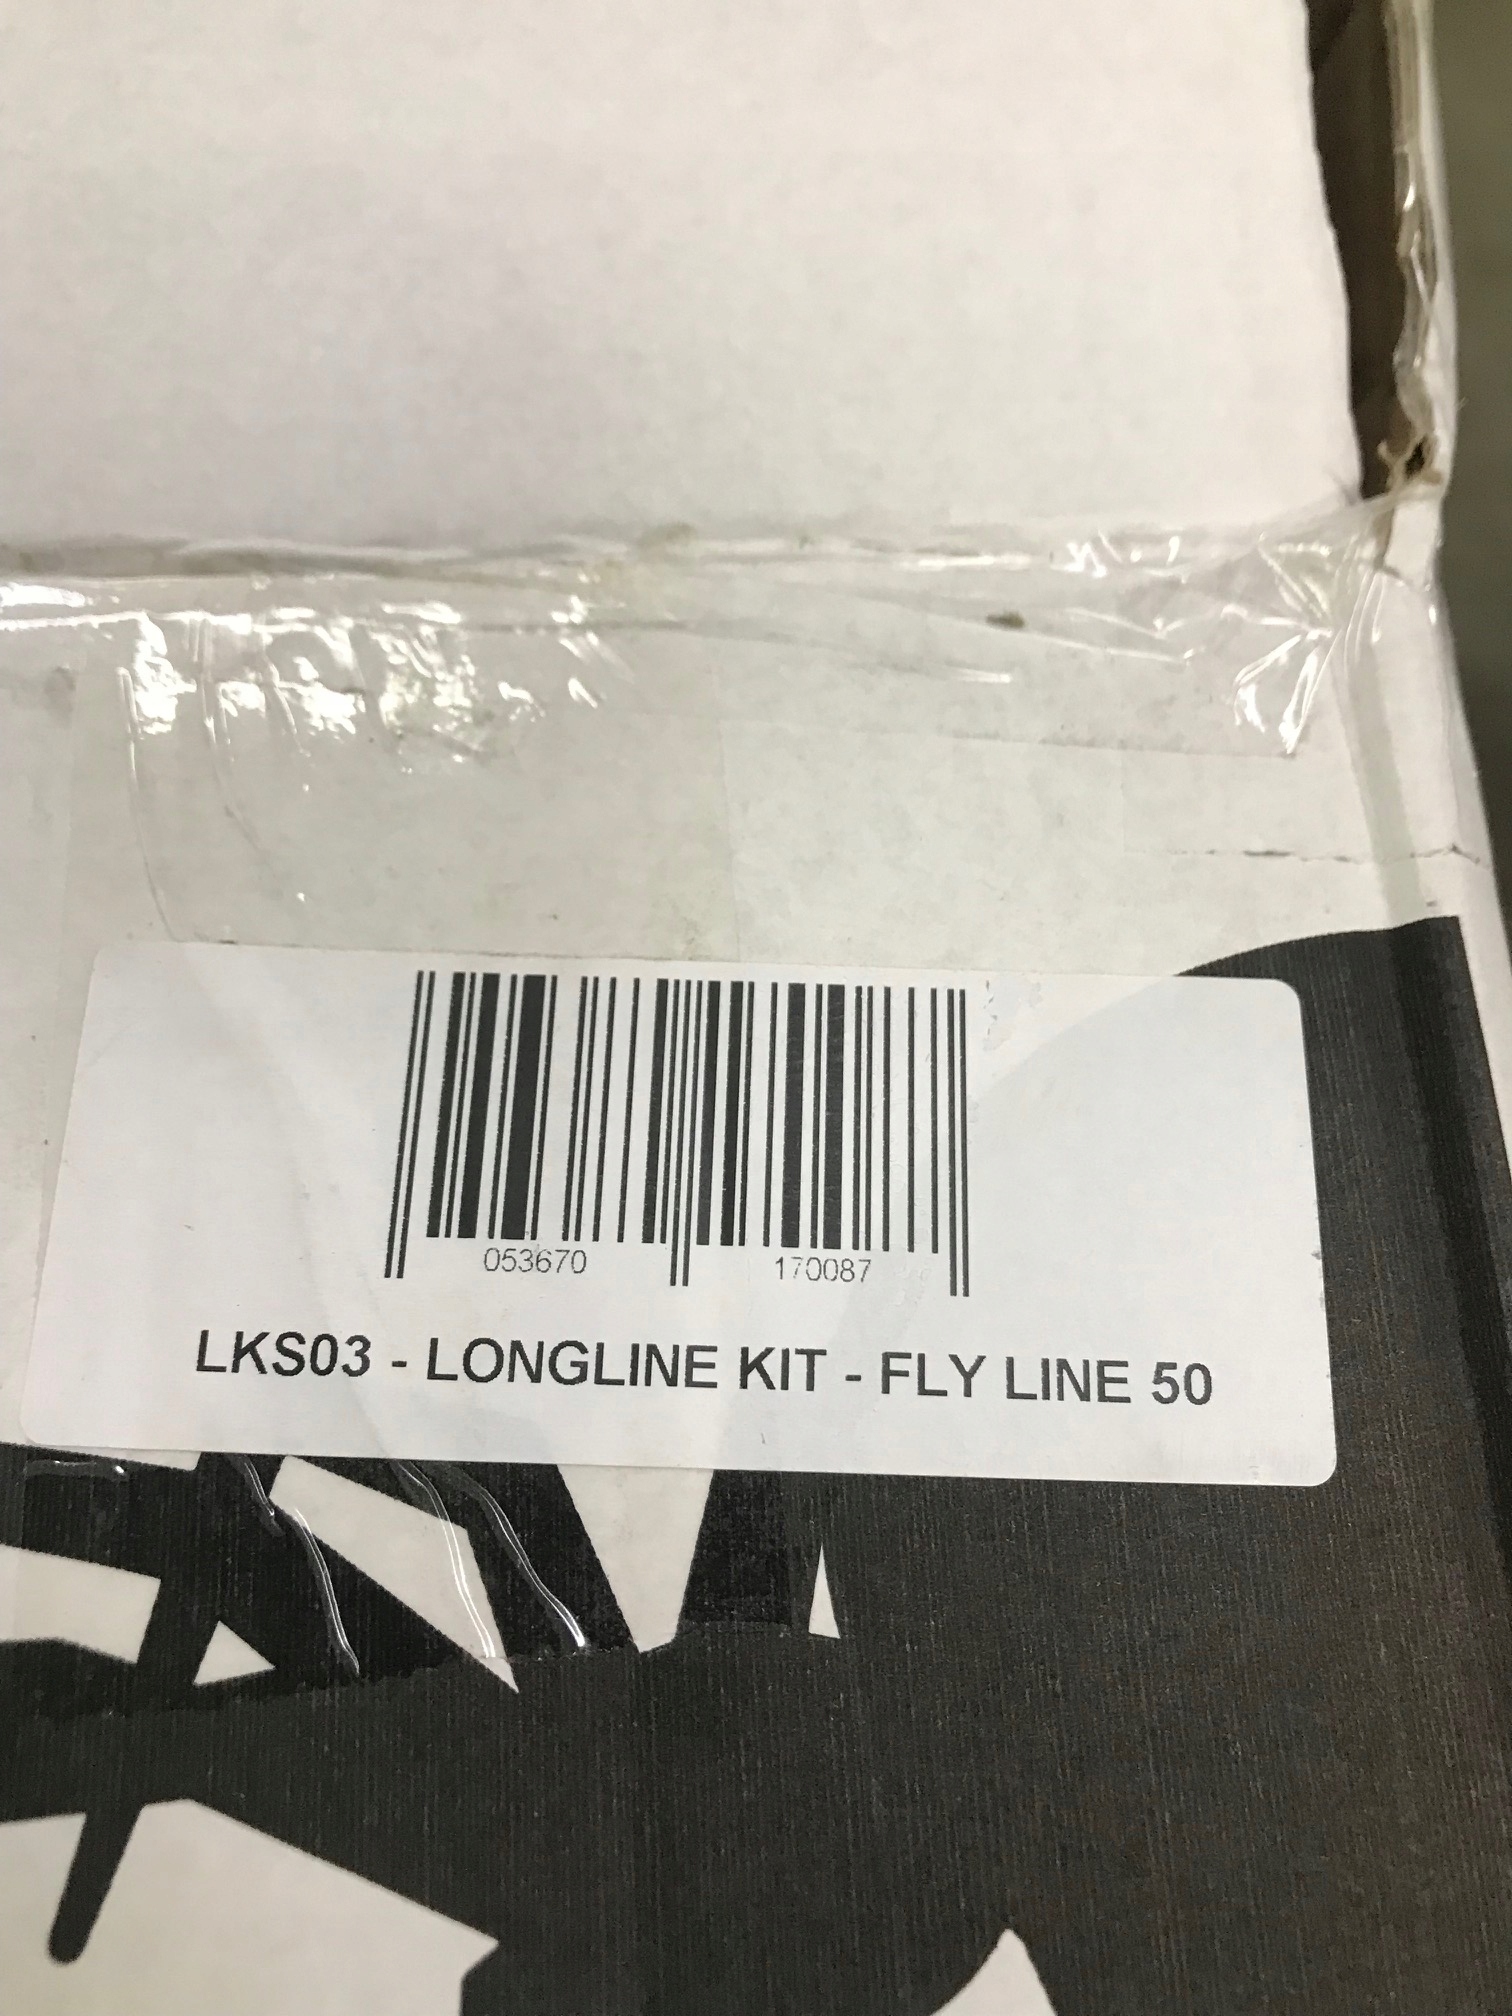 053670 170087
LKS03 - LONGLINE KIT - FLY LINE 50